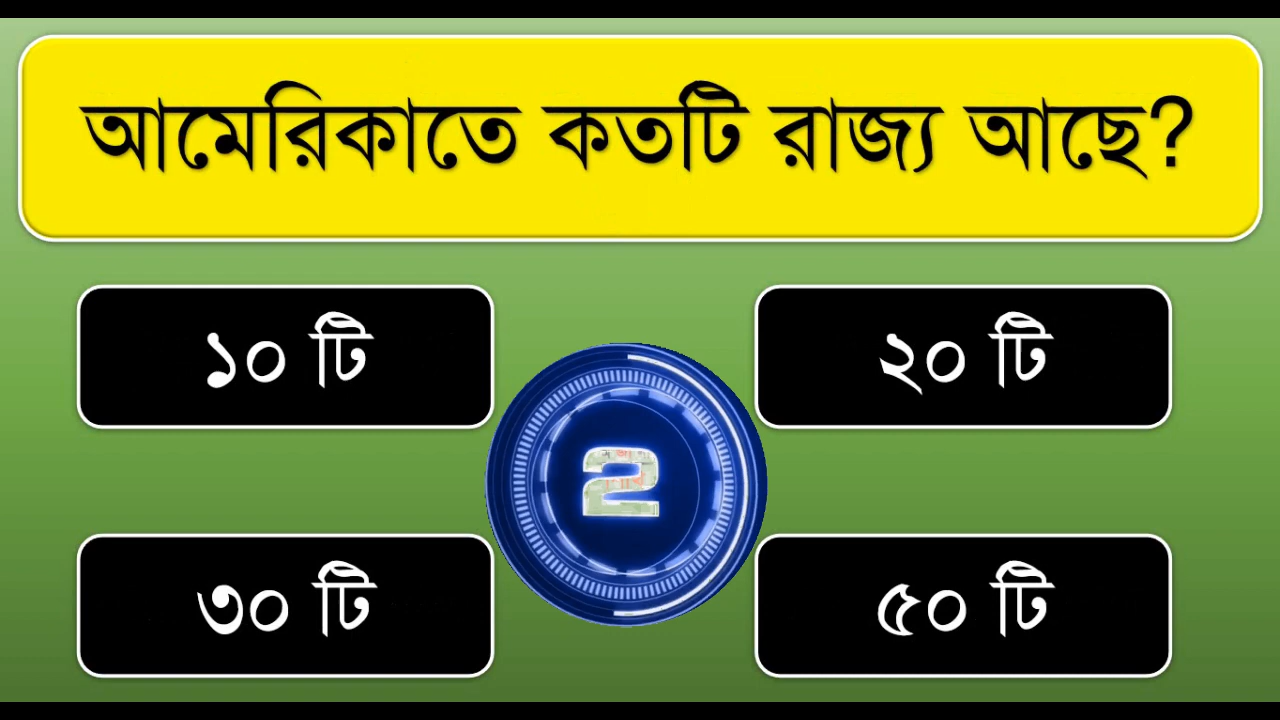 আমেরিকাতে কতটি রাজ্য আছে?
১০ টি
২০ টি
2
৩০ টি
৫০ টি